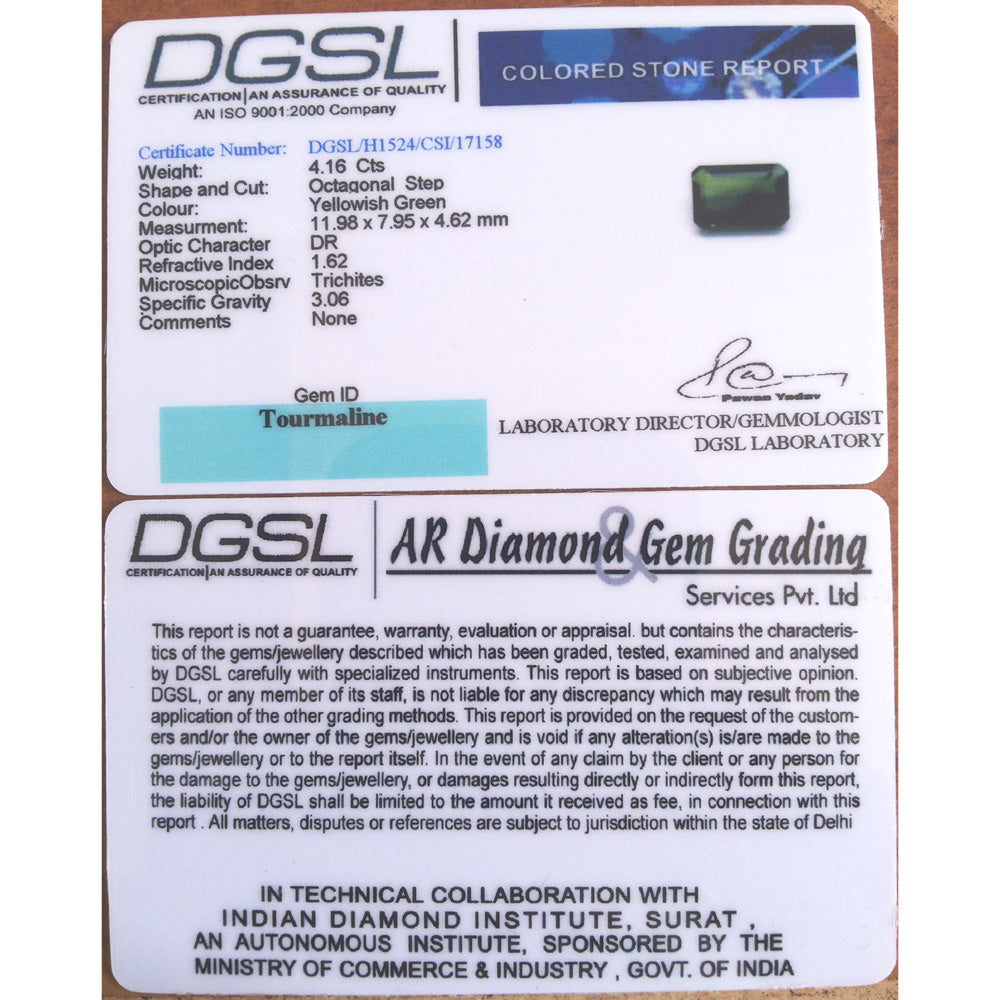 DGSL
CERTIFICATION|AN ASSURANCE OF QUALITY
AN ISO 9001:2000 Company
COLORED STONE REPORT
Certificate Number: DGSL/H1524/CSI/17158
Weight: 4.16 Cts
Shape and Cut: Octagonal Step
Colour: Yellowish Green
Measurment: 11.98 x 7.95 x 4.62 mm
Optic Character DR
Refractive Index 1.62
MicroscopicObsrv Trichites
Specific Gravity 3.06
Comments None
Gem ID
Tourmaline
Pawan Yadav
LABORATORY DIRECTOR/GEMMOLOGIST
DGSL LABORATORY
DGSL
CERTIFICATION|AN ASSURANCE OF QUALITY
AR Diamond & Gem Grading
Services Pvt. Ltd
This report is not a guarantee, warranty, evaluation or appraisal. but contains the characteris-
tics of the gems/jewellery described which has been graded, tested, examined and analysed
by DGSL carefully with specialized instruments. This report is based on subjective opinion.
DGSL, or any member of its staff, is not liable for any discrepancy which may result from the
application of the other grading methods. This report is provided on the request of the custom-
ers and/or the owner of the gems/jewellery and is void if any alteration(s) is/are made to the
gems/jewellery or to the report itself. In the event of any claim by the client or any person for
the damage to the gems/jewellery, or damages resulting directly or indirectly form this report,
the liability of DGSL shall be limited to the amount it received as fee, in connection with this
report . All matters, disputes or references are subject to jurisdiction within the state of Delhi
IN TECHNICAL COLLABORATION WITH
INDIAN DIAMOND INSTITUTE, SURAT ,
AN AUTONOMOUS INSTITUTE, SPONSORED BY THE
MINISTRY OF COMMERCE & INDUSTRY , GOVT. OF INDIA